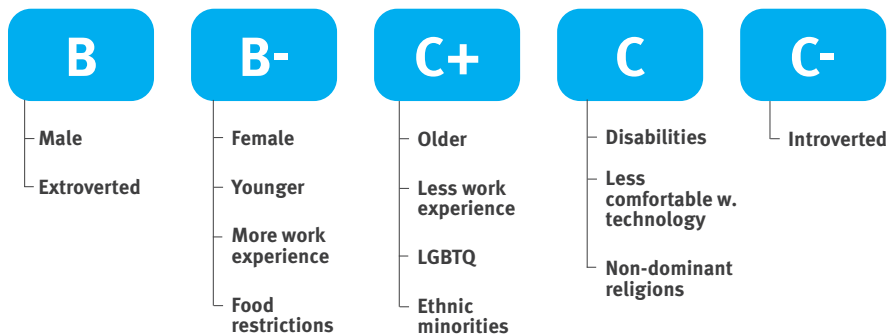 B
Male
Extroverted
B-
Female
Younger
More work
experience
Food
restrictions
C+
Older
Less work
experience
LGBTQ
Ethnic
minorities
C
Disabilities
Less
comfortable w.
technology
Non-dominant
religions
C-
Introverted